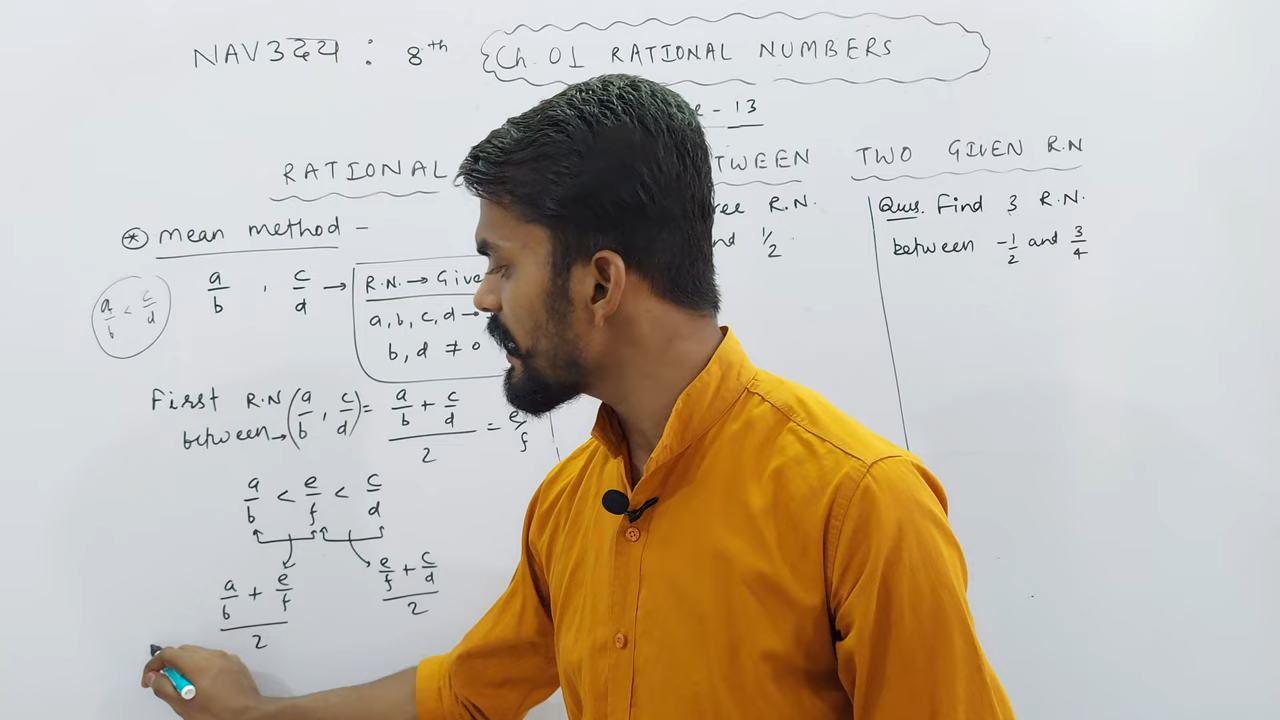 NAV322 : 8th Ch. 01 RATIONAL NUMBERS
- 13
RATIONAL TWEEN TWO GIVEN R.N
* Mean method -
a/b , c/d → R.N. → Give
a/b < c/d
a, b, c, d →
b, d ≠ 0
First R.N between → (a/b , c/d) = (a/b + c/d)/2 = e/f
a/b < e/f < c/d
(a/b + e/f)/2
(e/f + c/d)/2
ree R.N.
nd 1/2
Qus. Find 3 R.N.
between -1/2 and 3/4